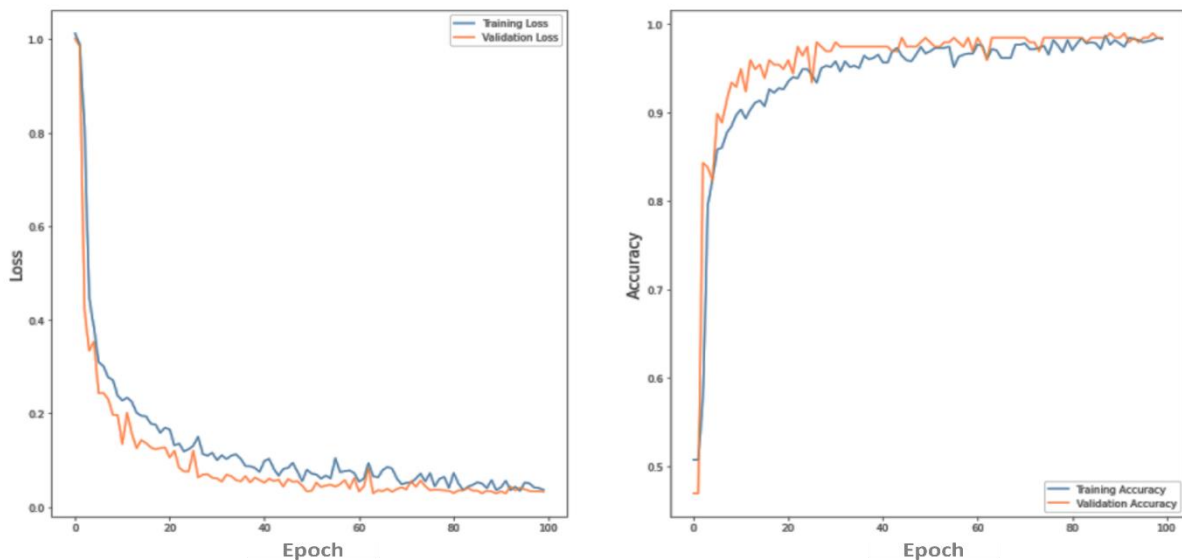 Training Loss
Validation Loss
1.0
0.8
0.6
0.4
0.2
0.0
Loss
0 20 40 60 80 100
Epoch
1.0
0.9
0.8
0.7
0.6
0.5
Accuracy
Training Accuracy
Validation Accuracy
0 20 40 60 80 100
Epoch